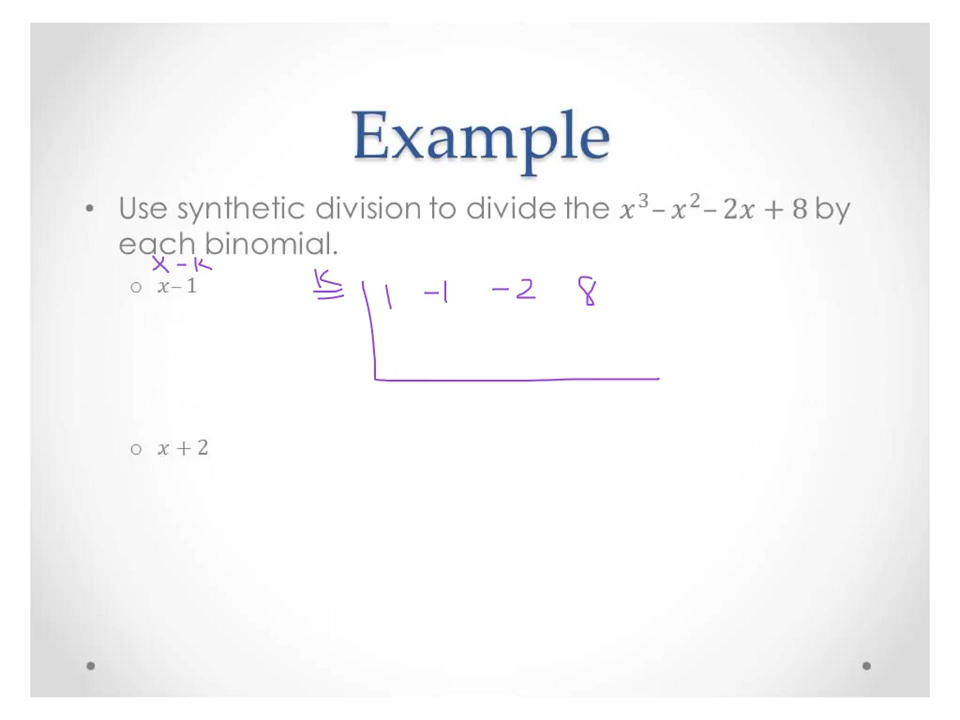 Example
• Use synthetic division to divide the x³– x²– 2x + 8 by
each binomial.
x – K
○ x– 1
K 1 –1 –2 8
○ x + 2